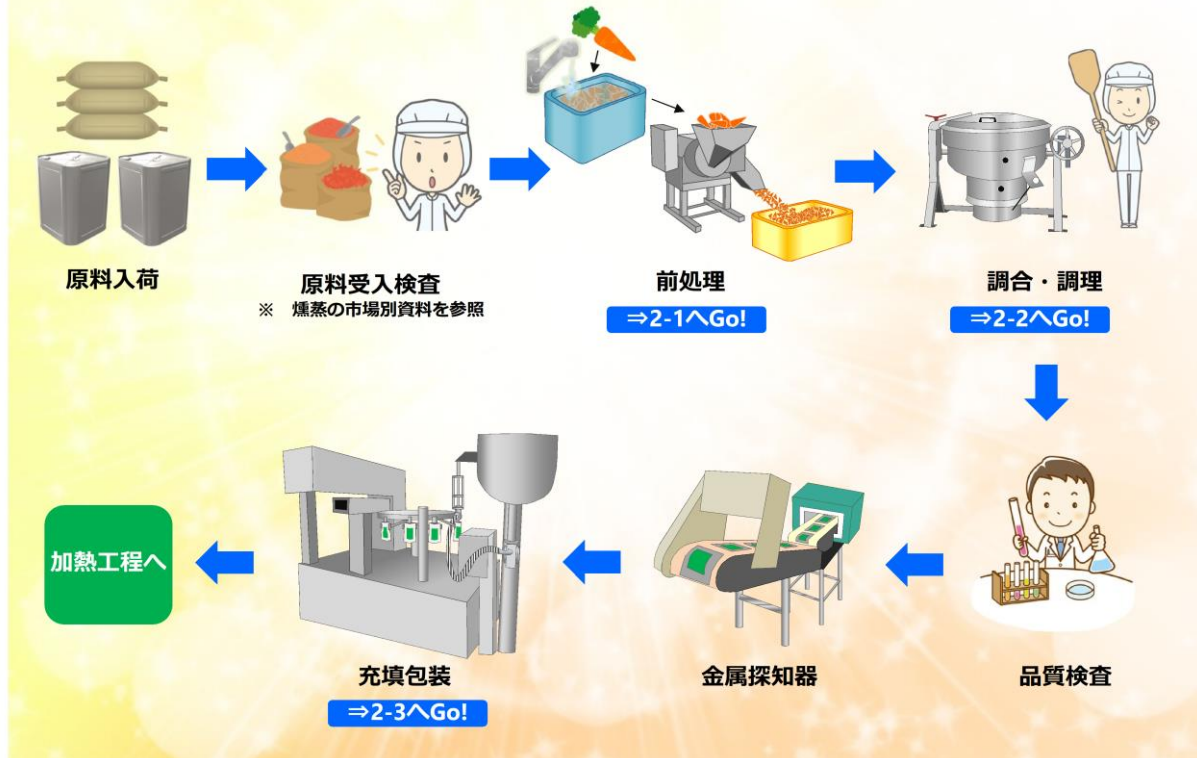 原料入荷
原料受入検査
※ 燻蒸の市場別資料を参照
前処理
⇒2-1へGo!
調合・調理
⇒2-2へGo!
品質検査
金属探知器
充填包装
⇒2-3へGo!
加熱工程へ